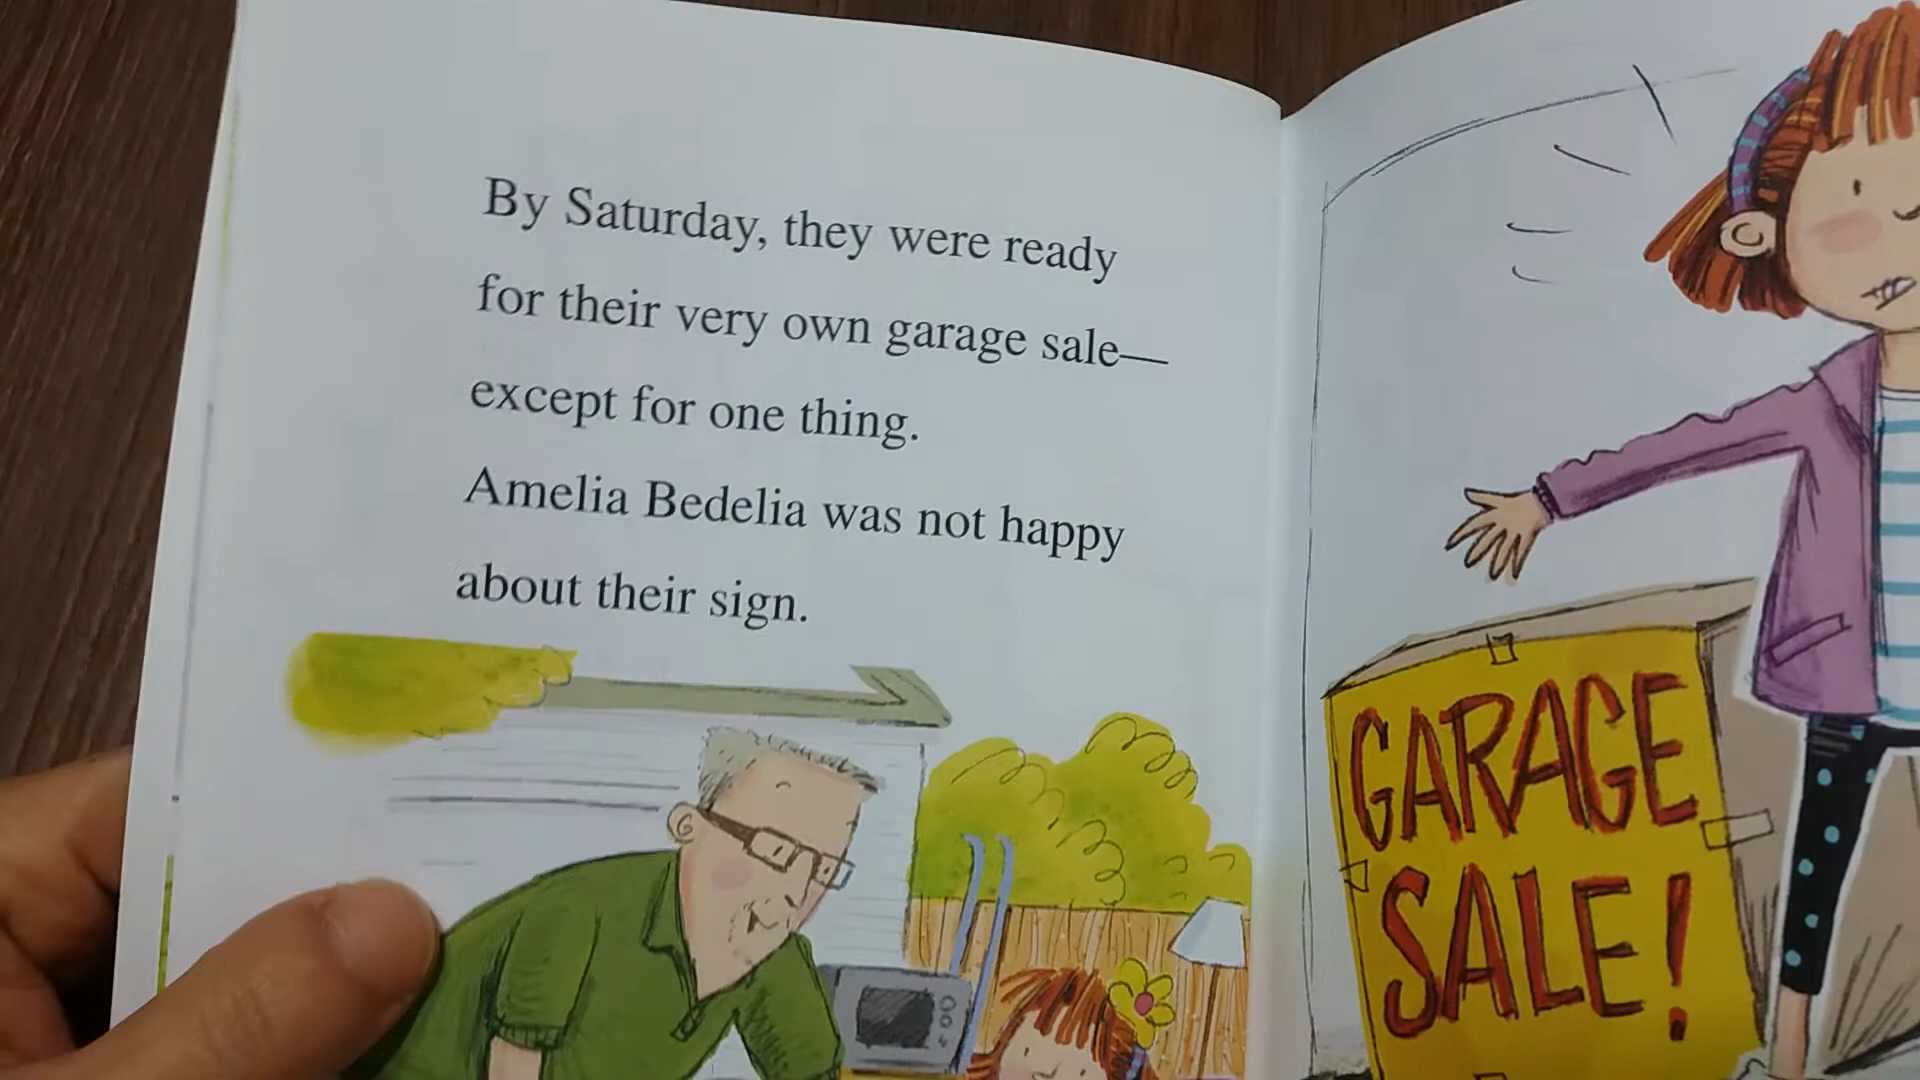 By Saturday, they were ready
for their very own garage sale—
except for one thing.
Amelia Bedelia was not happy
about their sign.
GARAGE
SALE!